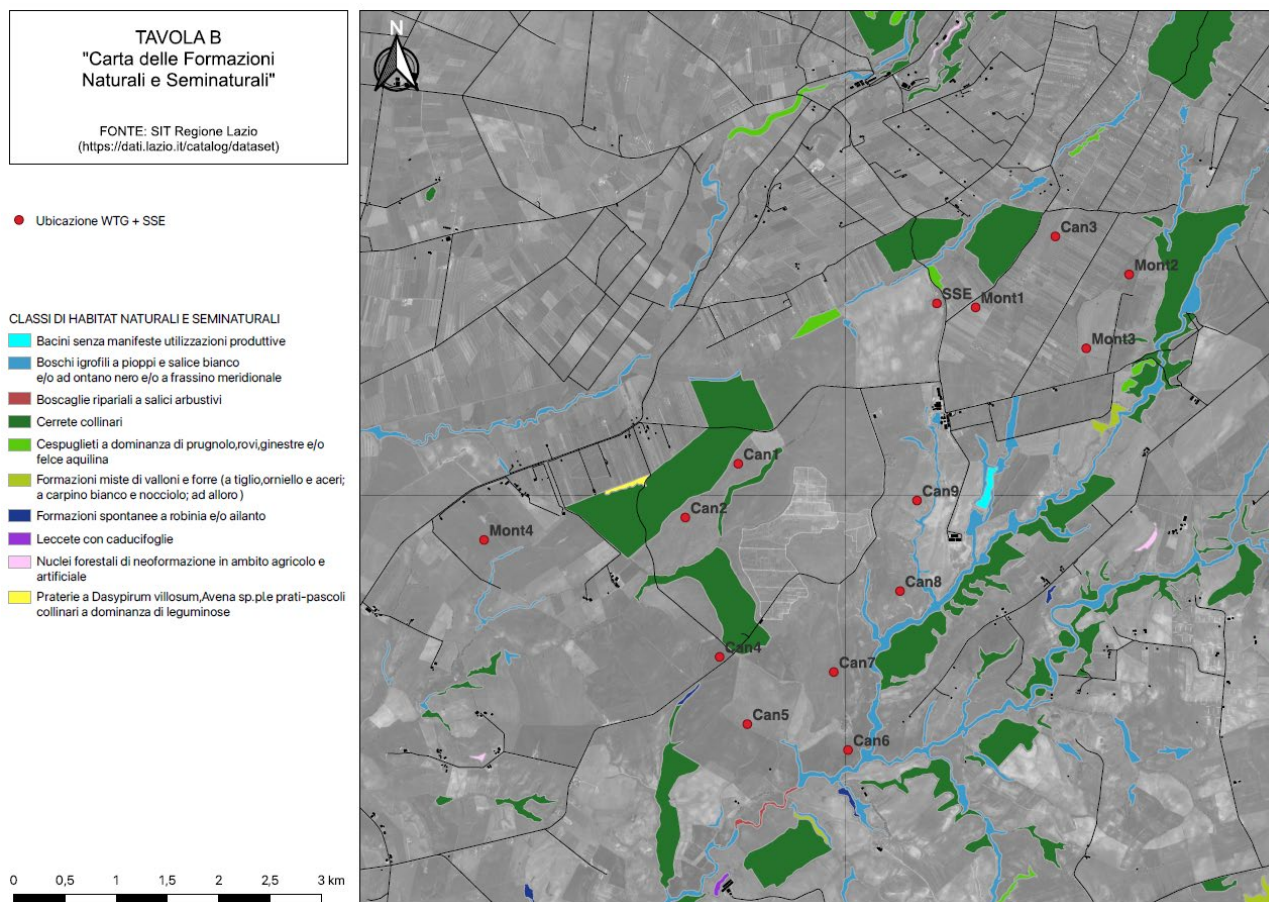 TAVOLA B
"Carta delle Formazioni
Naturali e Seminaturali"
FONTE: SIT Regione Lazio
(https://dati.lazio.it/catalog/dataset)
Ubicazione WTG + SSE
CLASSI DI HABITAT NATURALI E SEMINATURALI
Bacini senza manifeste utilizzazioni produttive
Boschi igrofili a pioppi e salice bianco
e/o ad ontano nero e/o a frassino meridionale
Boscaglie ripariali a salici arbustivi
Cerrete collinari
Cespuglieti a dominanza di prugnolo,rovi,ginestre e/o
felce aquilina
Formazioni miste di valloni e forre (a tiglio,orniello e aceri;
a carpino bianco e nocciolo; ad alloro)
Formazioni spontanee a robinia e/o ailanto
Leccete con caducifoglie
Nuclei forestali di neoformazione in ambito agricolo e
artificiale
Praterie a Dasypirum villosum,Avena sp.ple prati-pascoli
collinari a dominanza di leguminose
0 0,5 1 1,5 2 2,5 3 km
N
Can3
Mont2
SSE
Mont1
Mont3
Can1
Can9
Can2
Mont4
Can8
Can4
Can7
Can5
Can6